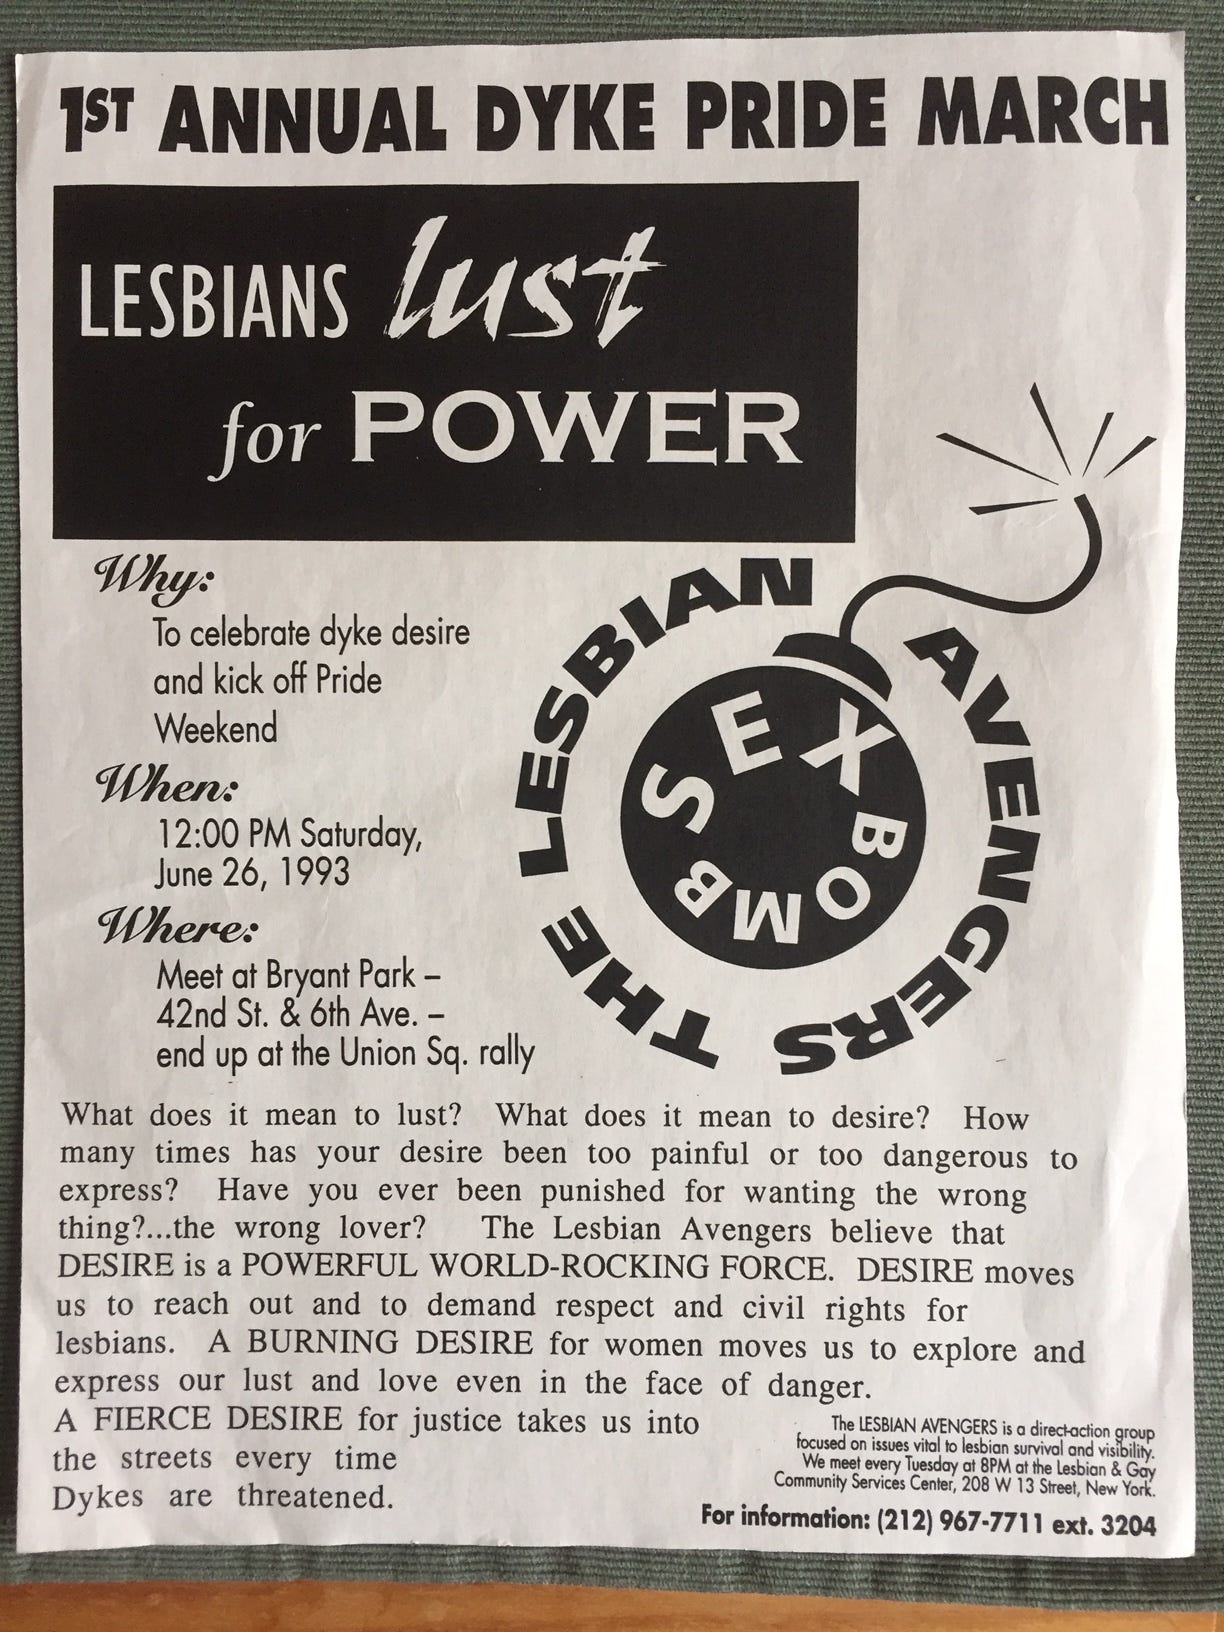 1ST ANNUAL DYKE PRIDE MARCH
LESBIANS lust
for POWER
Why:
To celebrate dyke desire
and kick off Pride
Weekend
When:
12:00 PM Saturday,
June 26, 1993
Where:
Meet at Bryant Park –
42nd St. & 6th Ave. –
end up at the Union Sq. rally
THE LESBIAN AVENGERS
SEX BOMB
What does it mean to lust? What does it mean to desire? How
many times has your desire been too painful or too dangerous to
express? Have you ever been punished for wanting the wrong
thing?...the wrong lover? The Lesbian Avengers believe that
DESIRE is a POWERFUL WORLD-ROCKING FORCE. DESIRE moves
us to reach out and to demand respect and civil rights for
lesbians. A BURNING DESIRE for women moves us to explore and
express our lust and love even in the face of danger.
A FIERCE DESIRE for justice takes us into
the streets every time
Dykes are threatened.
The LESBIAN AVENGERS is a direct-action group
focused on issues vital to lesbian survival and visibility.
We meet every Tuesday at 8PM at the Lesbian & Gay
Community Services Center, 208 W 13 Street, New York.
For information: (212) 967-7711 ext. 3204